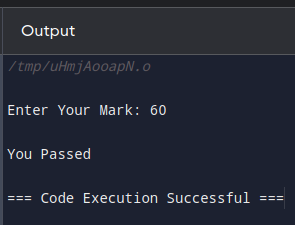 Output
/tmp/uHmjAooapN.o
Enter Your Mark: 60
You Passed
=== Code Execution Successful ===